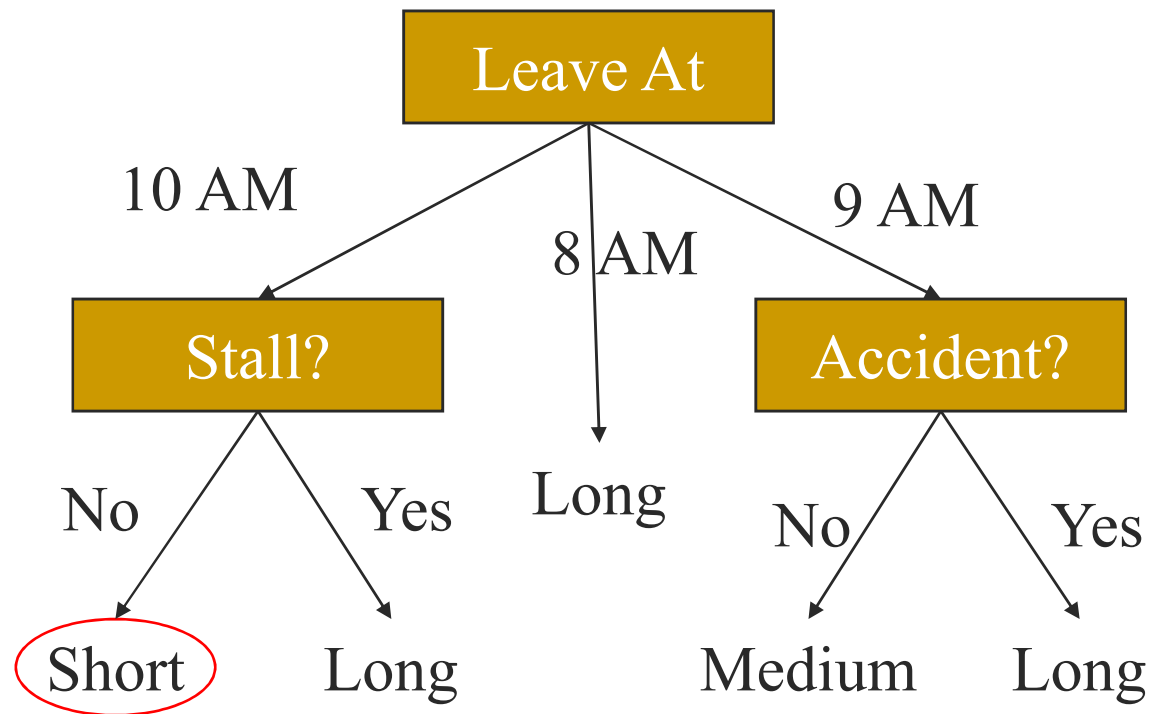 Leave At
10 AM
8 AM
9 AM
Stall?
Accident?
No
Yes
Long
No
Yes
Short
Long
Medium
Long